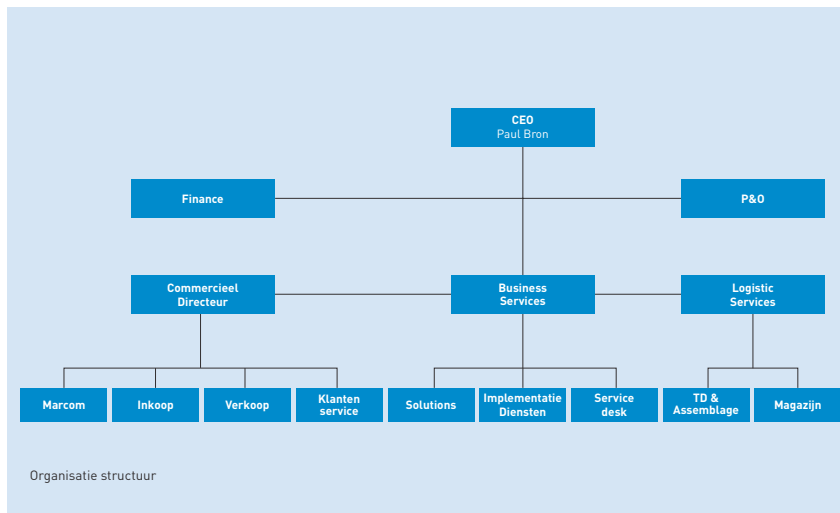 CEO
Paul Bron
Finance
P&O
Commercieel
Directeur
Business
Services
Logistic
Services
Marcom
Inkoop
Verkoop
Klanten
service
Solutions
Implementatie
Diensten
Service
desk
TD &
Assemblage
Magazijn
Organisatie structuur